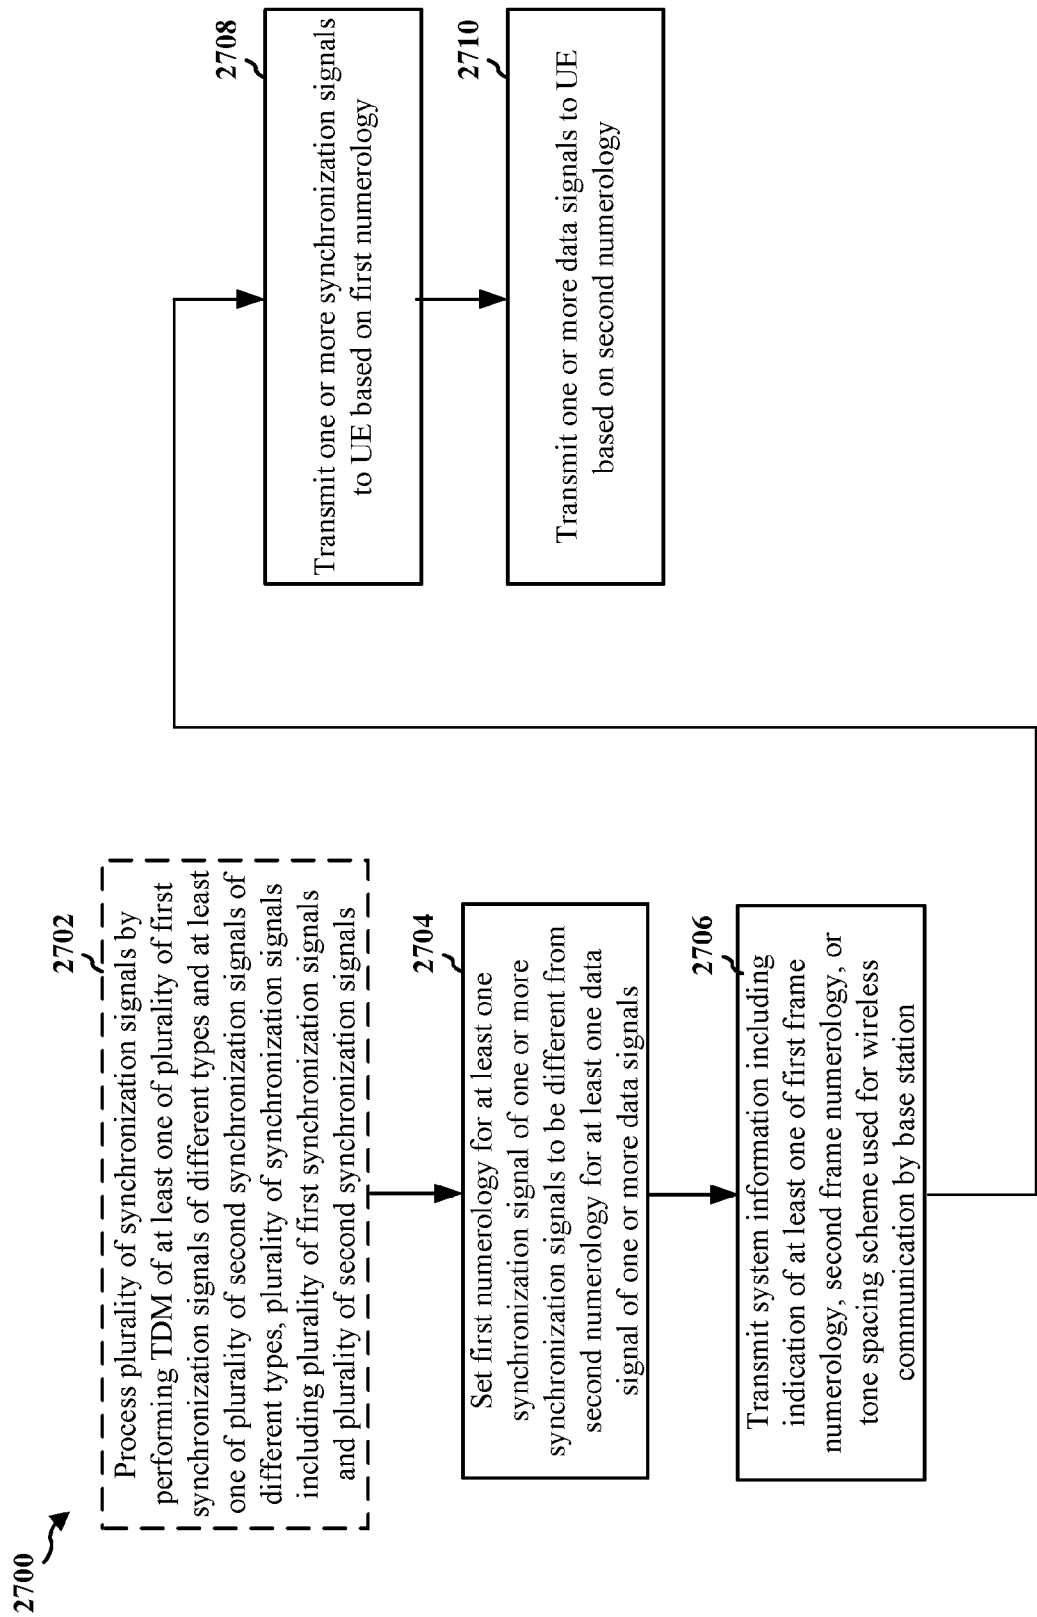 2700
2702
Process plurality of synchronization signals by
performing TDM of at least one of plurality of first
synchronization signals of different types and at least
one of plurality of second synchronization signals of
different types, plurality of synchronization signals
including plurality of first synchronization signals
and plurality of second synchronization signals
2704
Set first numerology for at least one
synchronization signal of one or more
synchronization signals to be different from
second numerology for at least one data
signal of one or more data signals
2706
Transmit system information including
indication of at least one of first frame
numerology, second frame numerology, or
tone spacing scheme used for wireless
communication by base station
2708
Transmit one or more synchronization signals
to UE based on first numerology
2710
Transmit one or more data signals to UE
based on second numerology